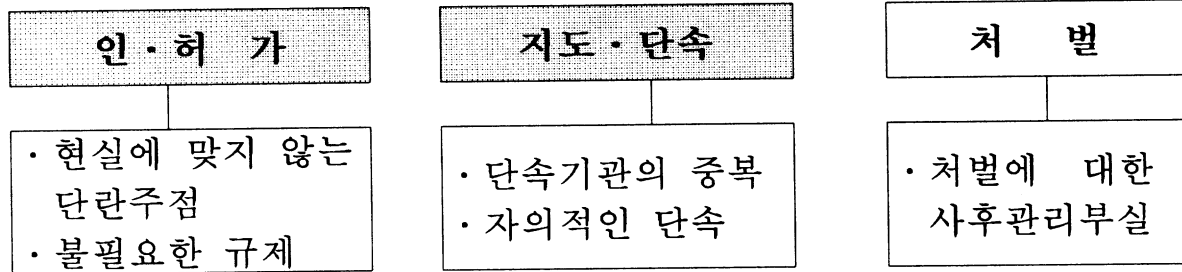 인·허 가
· 현실에 맞지 않는
단란주점
· 불필요한 규제
지도·단속
· 단속기관의 중복
· 자의적인 단속
처 벌
· 처벌에 대한
사후관리부실